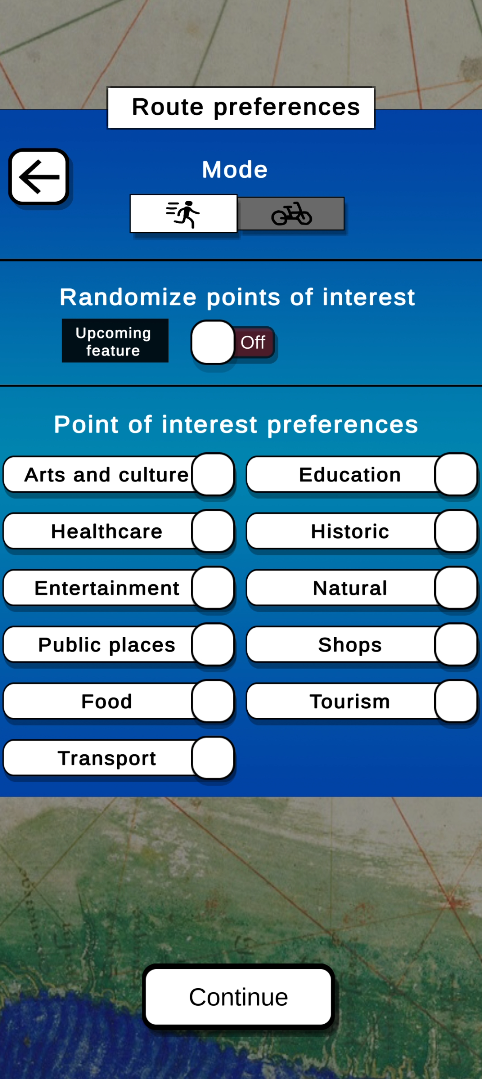 Route preferences
Mode
Randomize points of interest
Upcoming
feature
Off
Point of interest preferences
Arts and culture
Education
Healthcare
Historic
Entertainment
Natural
Public places
Shops
Food
Tourism
Transport
Continue